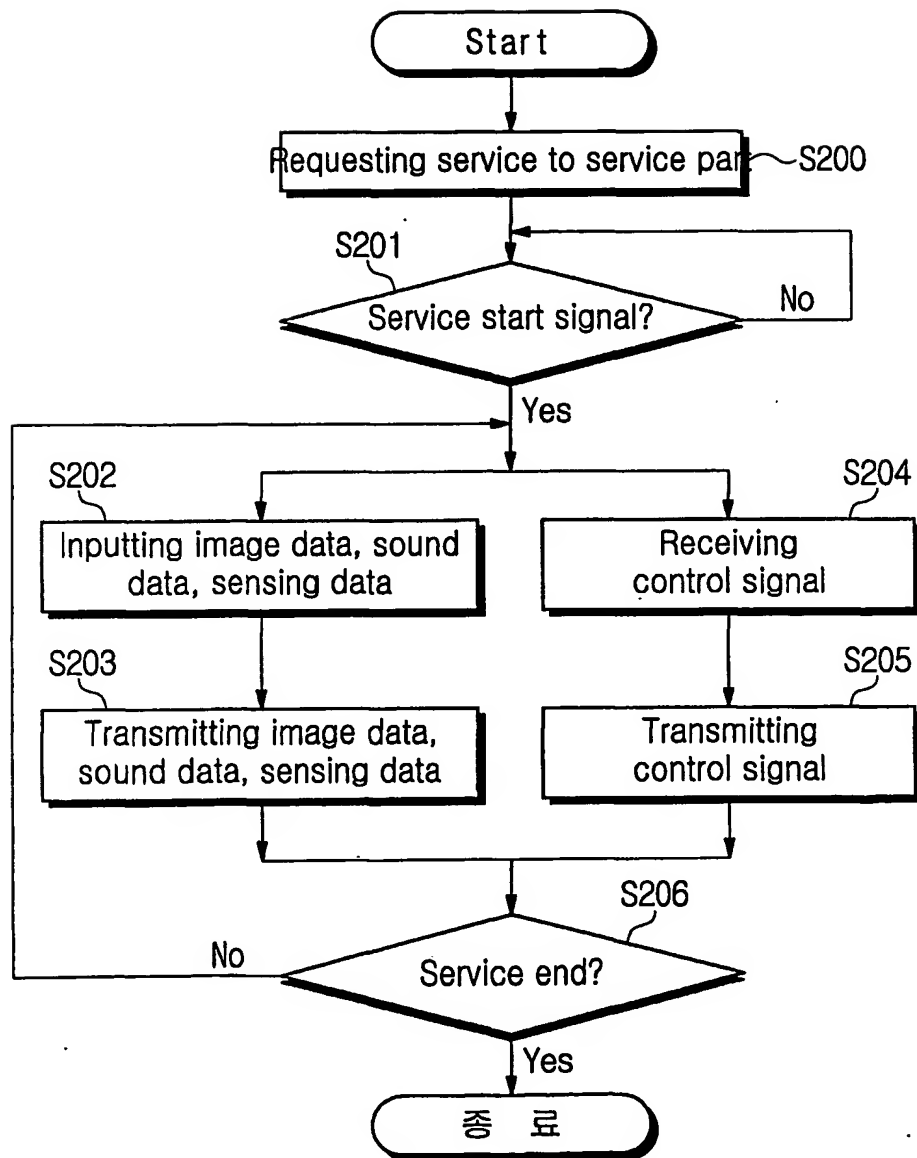 Start
Requesting service to service par
S200
S201
Service start signal?
No
Yes
S202
Inputting image data, sound
data, sensing data
S204
Receiving
control signal
S203
Transmitting image data,
sound data, sensing data
S205
Transmitting
control signal
S206
No
Service end?
Yes
종 료